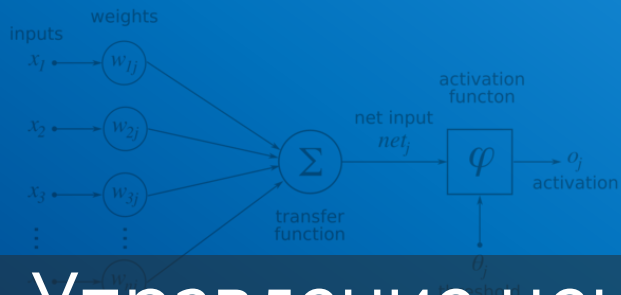 weights
inputs
x1 w1j
activation
functon
net input
x2 w2j netj
Σ φ oj
activation
x3 w3j
transfer
function
θj